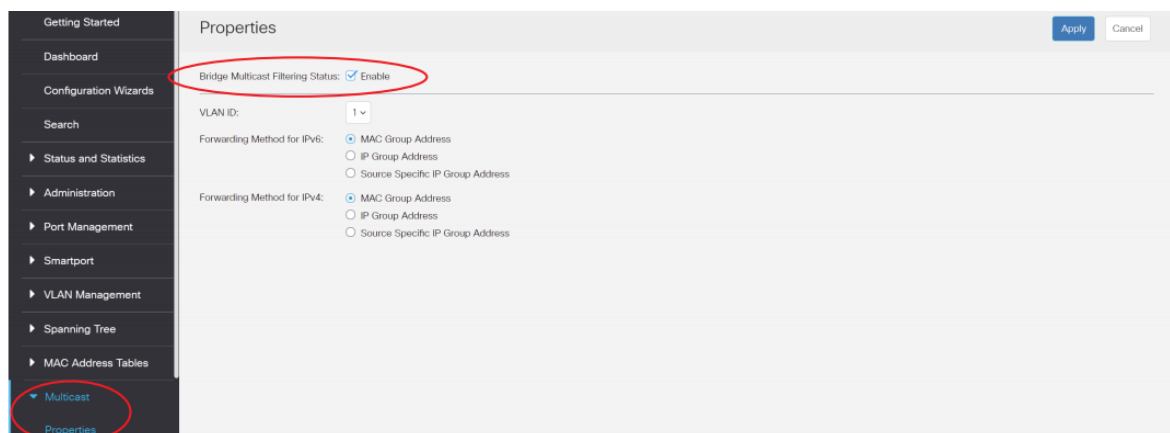 Getting Started
Dashboard
Configuration Wizards
Search
Status and Statistics
Administration
Port Management
Smartport
VLAN Management
Spanning Tree
MAC Address Tables
Multicast
Properties
Properties
Apply Cancel
Bridge Multicast Filtering Status: Enable
VLAN ID: 1
Forwarding Method for IPv6: MAC Group Address
IP Group Address
Source Specific IP Group Address
Forwarding Method for IPv4: MAC Group Address
IP Group Address
Source Specific IP Group Address